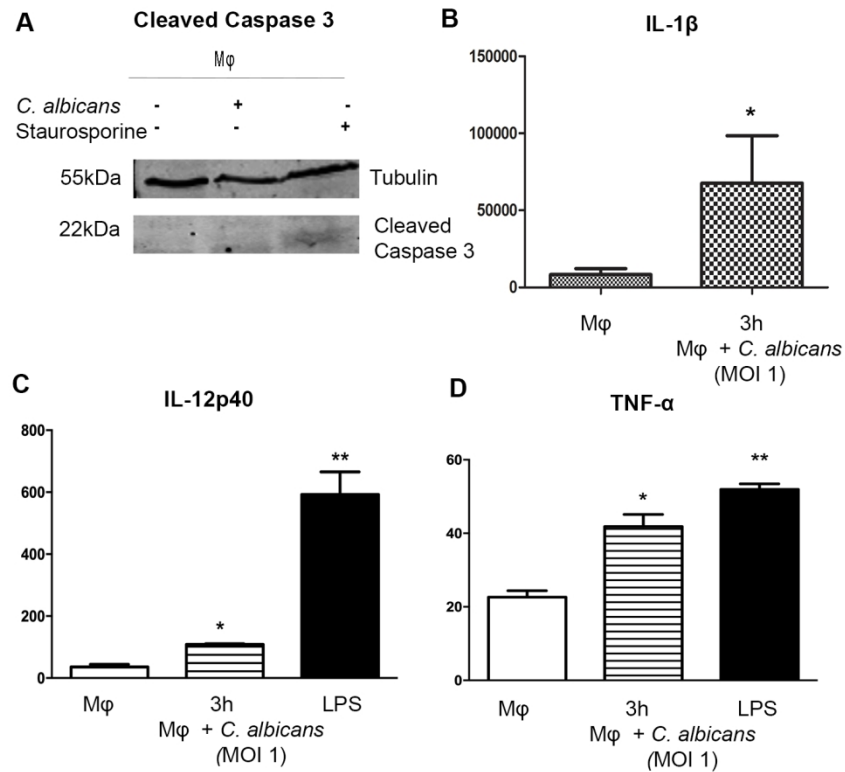 A
Cleaved Caspase 3
Mφ
C. albicans - + -
Staurosporine - - +
55kDa Tubulin
22kDa Cleaved
Caspase 3
B
IL-1β
150000
100000
50000
0
*
Mφ 3h
Mφ + C. albicans
(MOI 1)
C
IL-12p40
800
600
400
200
0
*
**
Mφ 3h LPS
Mφ + C. albicans
(MOI 1)
D
TNF-α
60
40
20
0
*
**
Mφ 3h LPS
Mφ + C. albicans
(MOI 1)